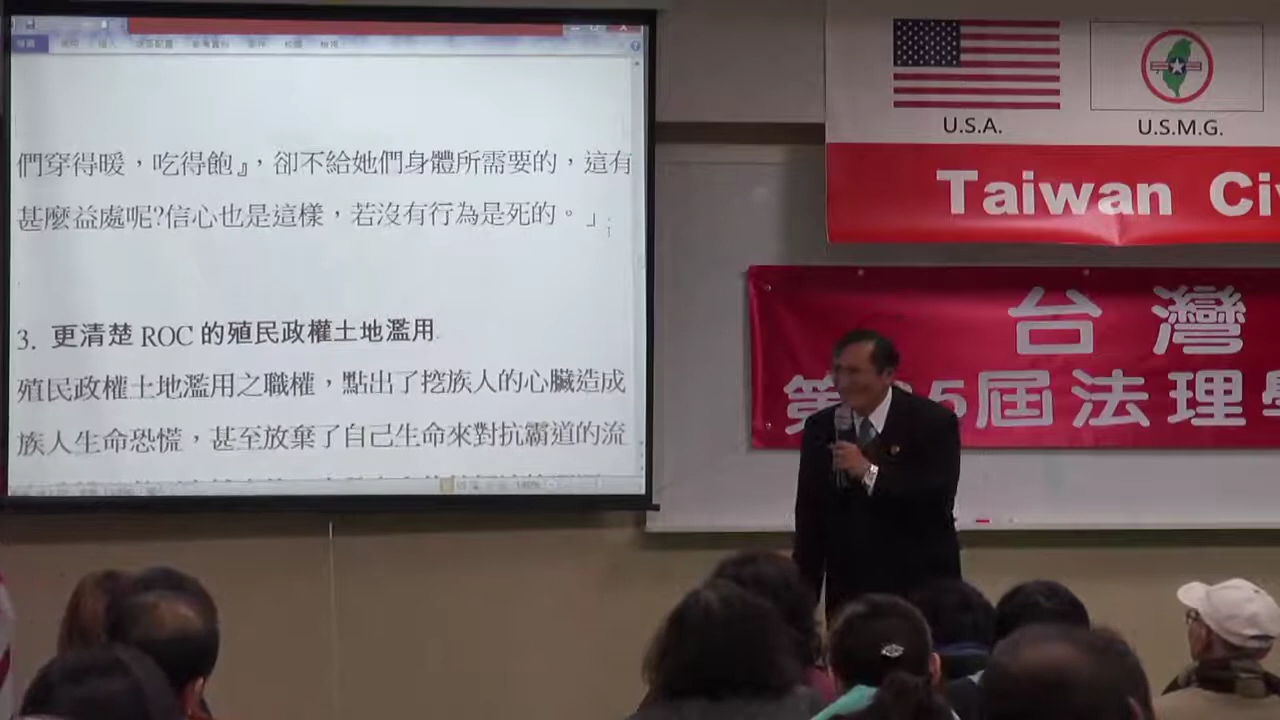 們穿得暖，吃得飽』，卻不給她們身體所需要的，這有
甚麼益處呢?信心也是這樣，若沒有行為是死的。」
3. 更清楚 ROC 的殖民政權土地濫用
殖民政權土地濫用之職權，點出了挖族人的心臟造成
族人生命恐慌，甚至放棄了自己生命來對抗霸道的流
U.S.A.
U.S.M.G.
Taiwan Civ
台灣
第 5屆法理學